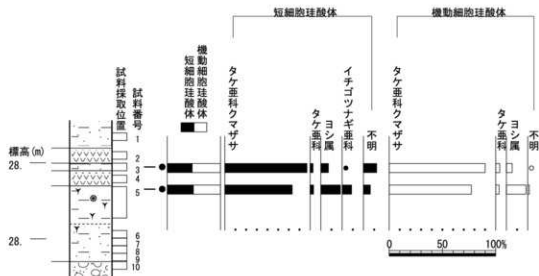 短細胞珪酸体
機動細胞珪酸体
標高(m)
28.
28.
試料採取位置
試料番号
短細胞珪酸体
機動細胞珪酸体
タケ亜科クマザサ
タケ亜科
ヨシ属
イチゴツナギ亜科
不明
タケ亜科クマザサ
タケ亜科
ヨシ属
不明
1
2
3
4
5
6
7
8
9
10
0 50 100%